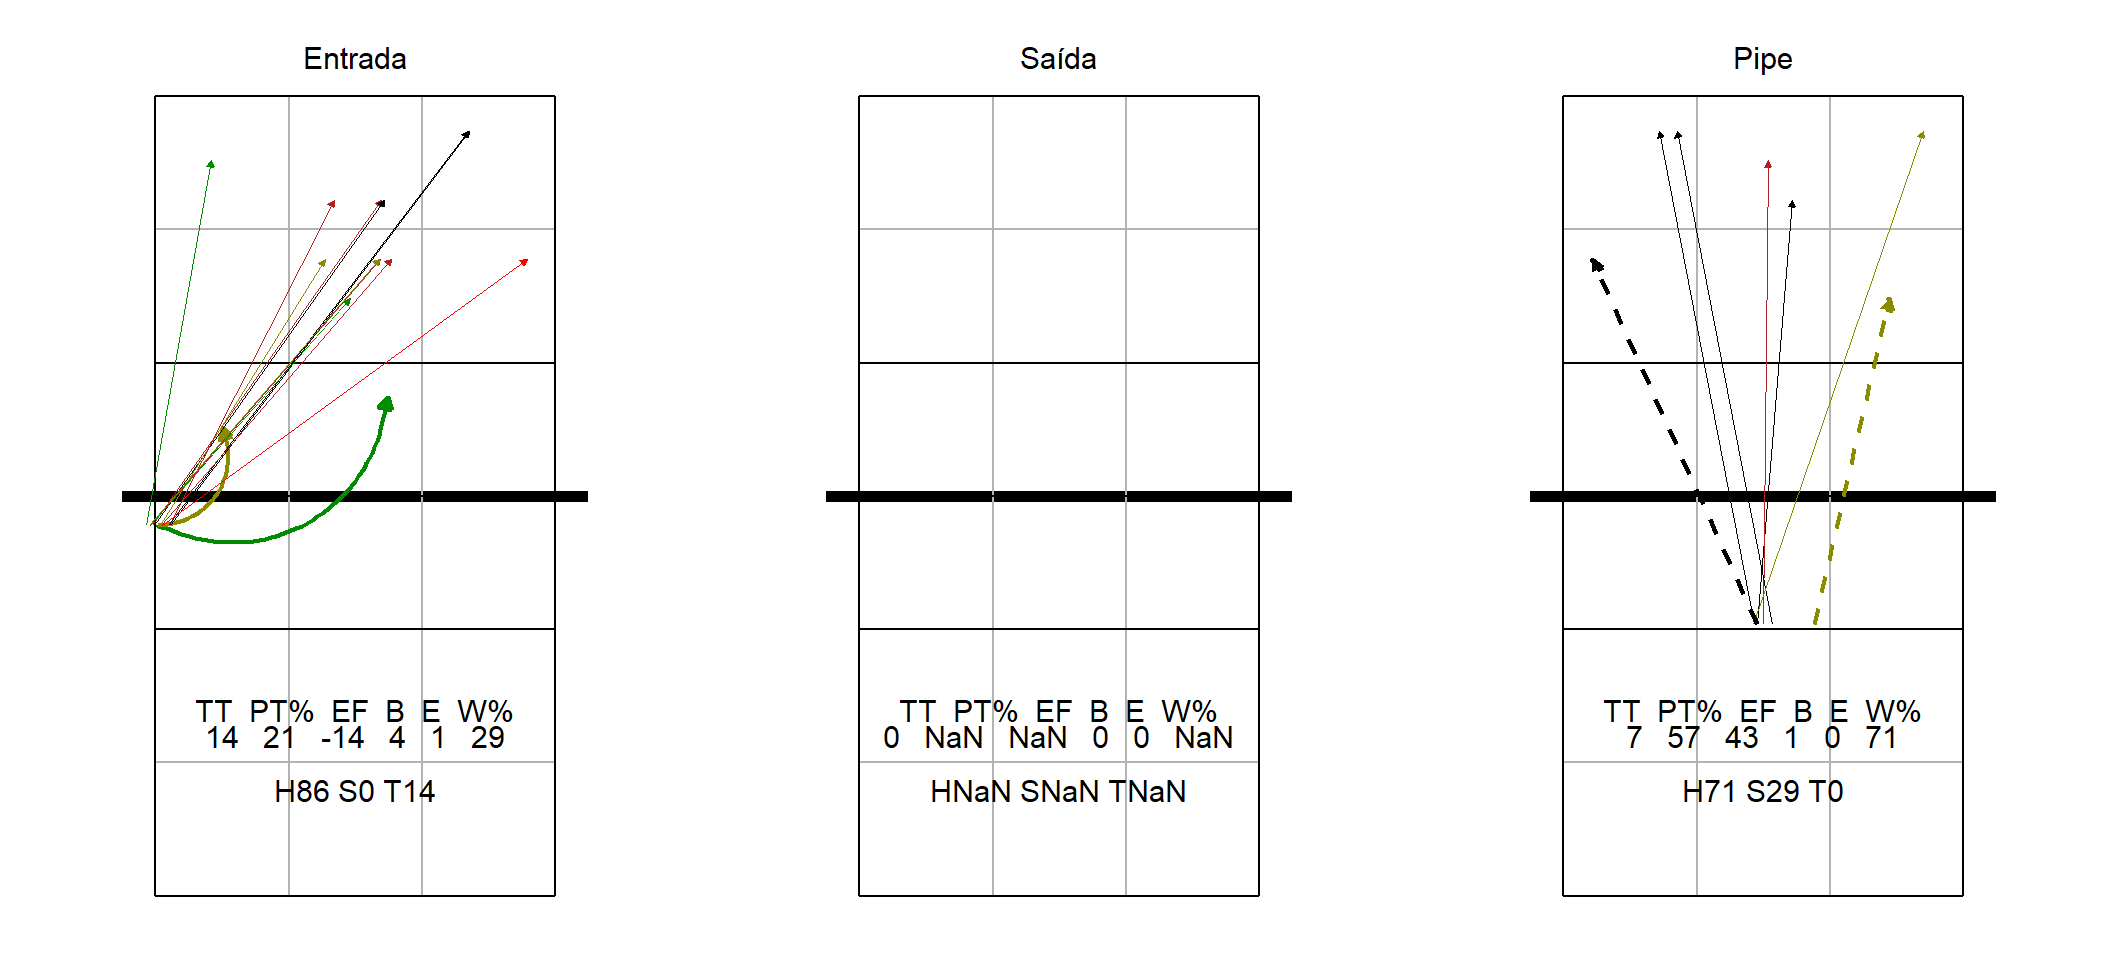 Entrada
TT PT% EF B E W%
14 21 -14 4 1 29
H86 S0 T14
Saída
TT PT% EF B E W%
0 NaN NaN 0 0 NaN
HNaN SNaN TNaN
Pipe
TT PT% EF B E W%
7 57 43 1 0 71
H71 S29 T0